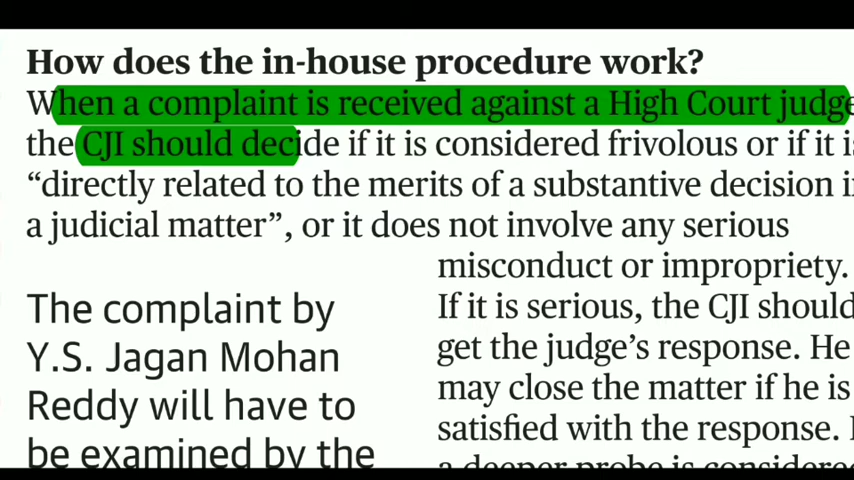 How does the in-house procedure work?
When a complaint is received against a High Court judge
the CJI should decide if it is considered frivolous or if it is
“directly related to the merits of a substantive decision in
a judicial matter”, or it does not involve any serious
misconduct or impropriety.
If it is serious, the CJI should
get the judge’s response. He
may close the matter if he is
satisfied with the response.
a deeper probe is considered
The complaint by
Y.S. Jagan Mohan
Reddy will have to
be examined by the